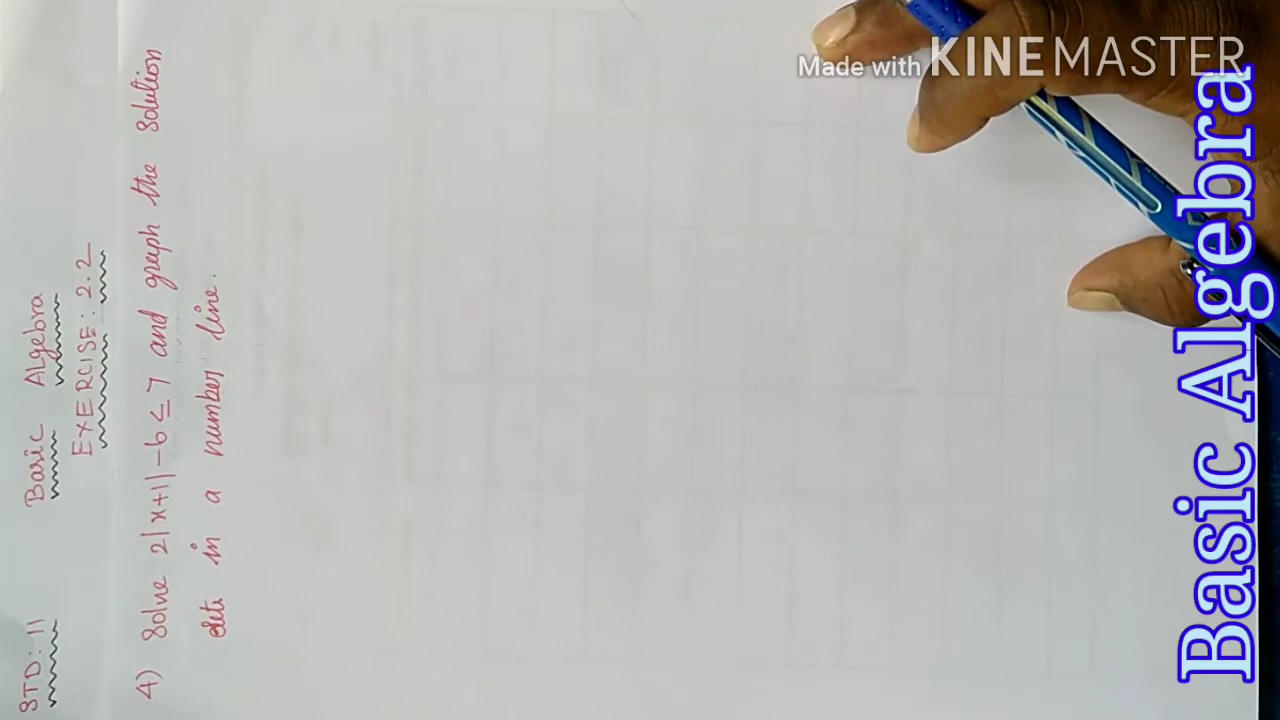 STD: 11 Basic Algebra
EXERCISE: 2.2
4) Solve 2|x+1|-6≤7 and graph the solution
sets in a number line.
Made with KINEMASTER
Basic Algebra